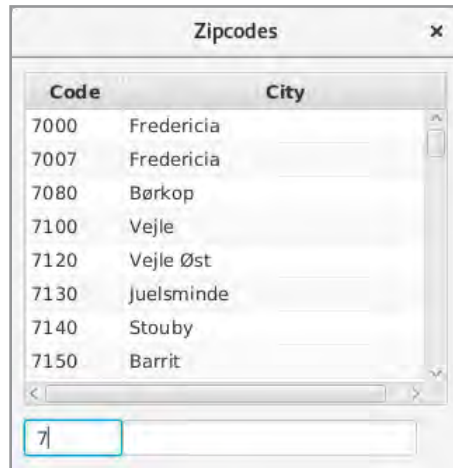 Zipcodes ×
Code City
7000 Fredericia
7007 Fredericia
7080 Børkop
7100 Vejle
7120 Vejle Øst
7130 Juelsminde
7140 Stouby
7150 Barrit
7